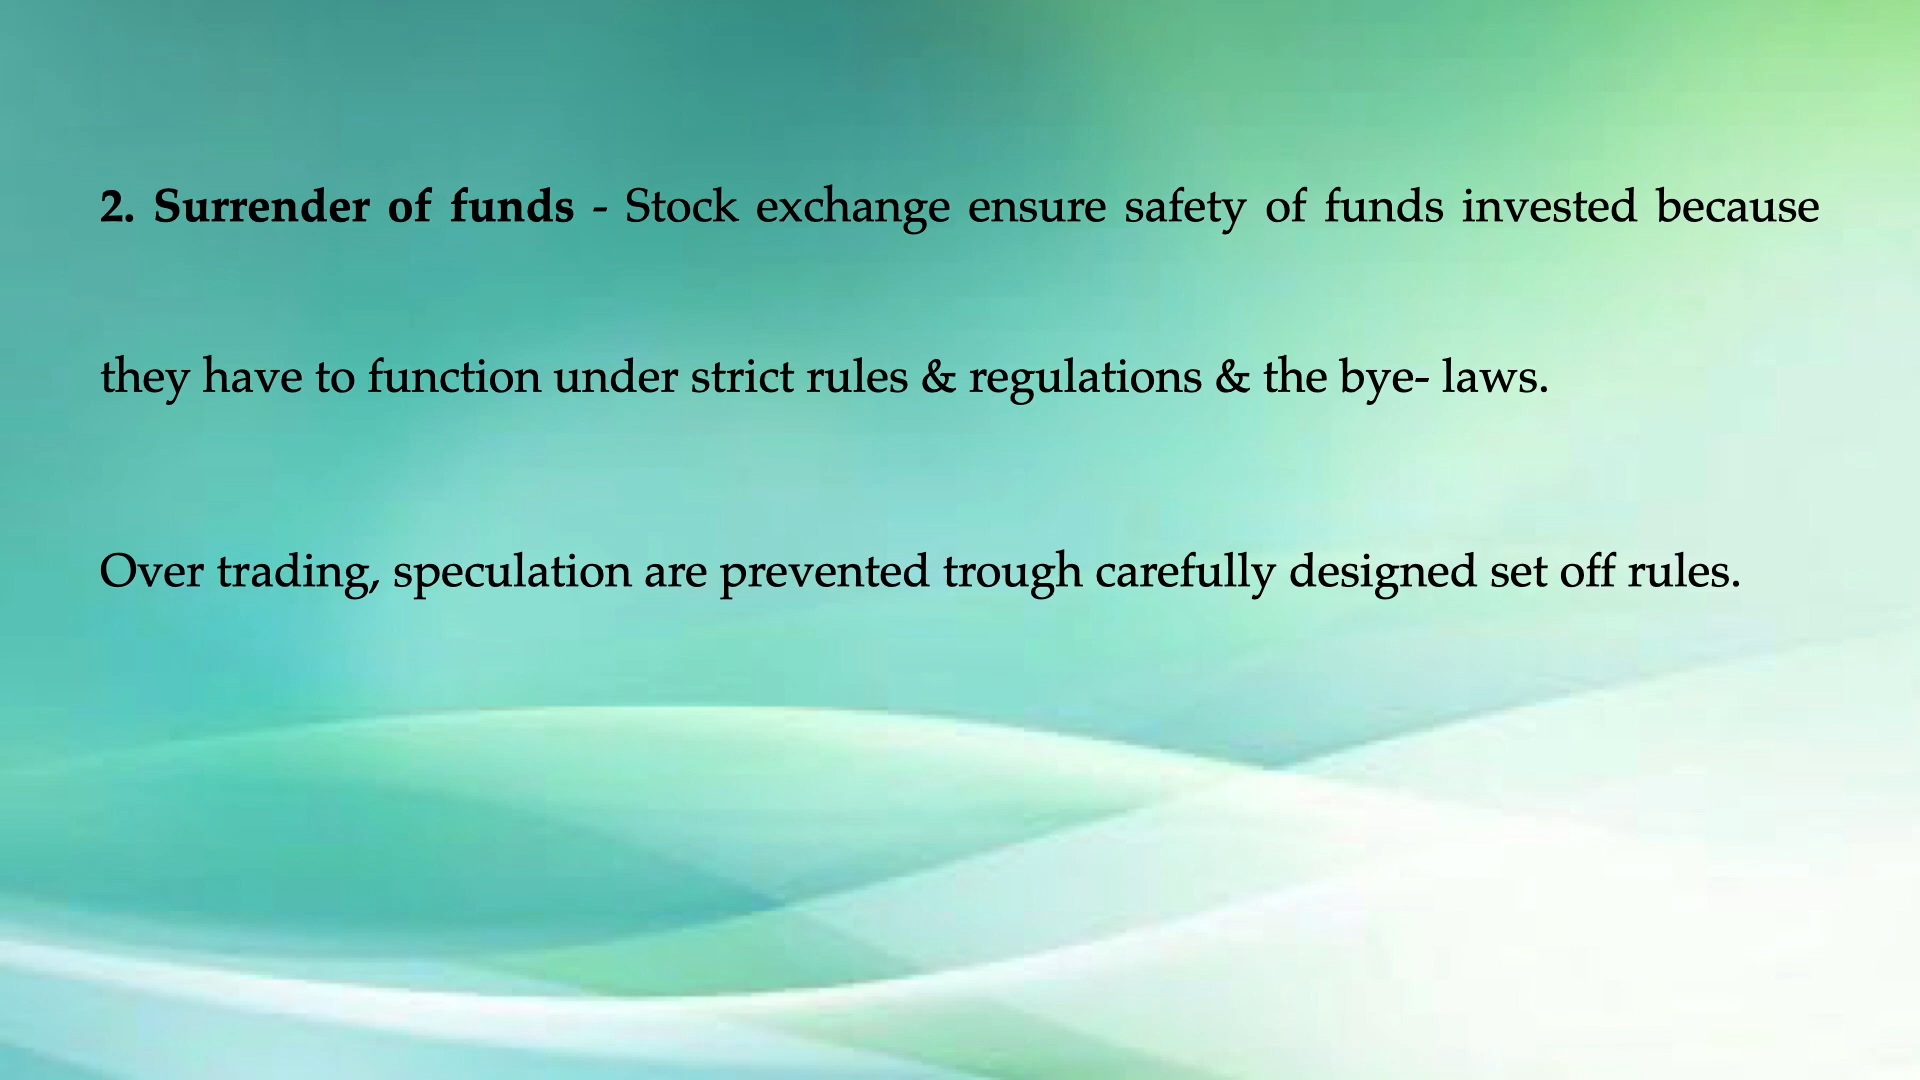 2. Surrender of funds - Stock exchange ensure safety of funds invested because
they have to function under strict rules & regulations & the bye- laws.
Over trading, speculation are prevented trough carefully designed set off rules.